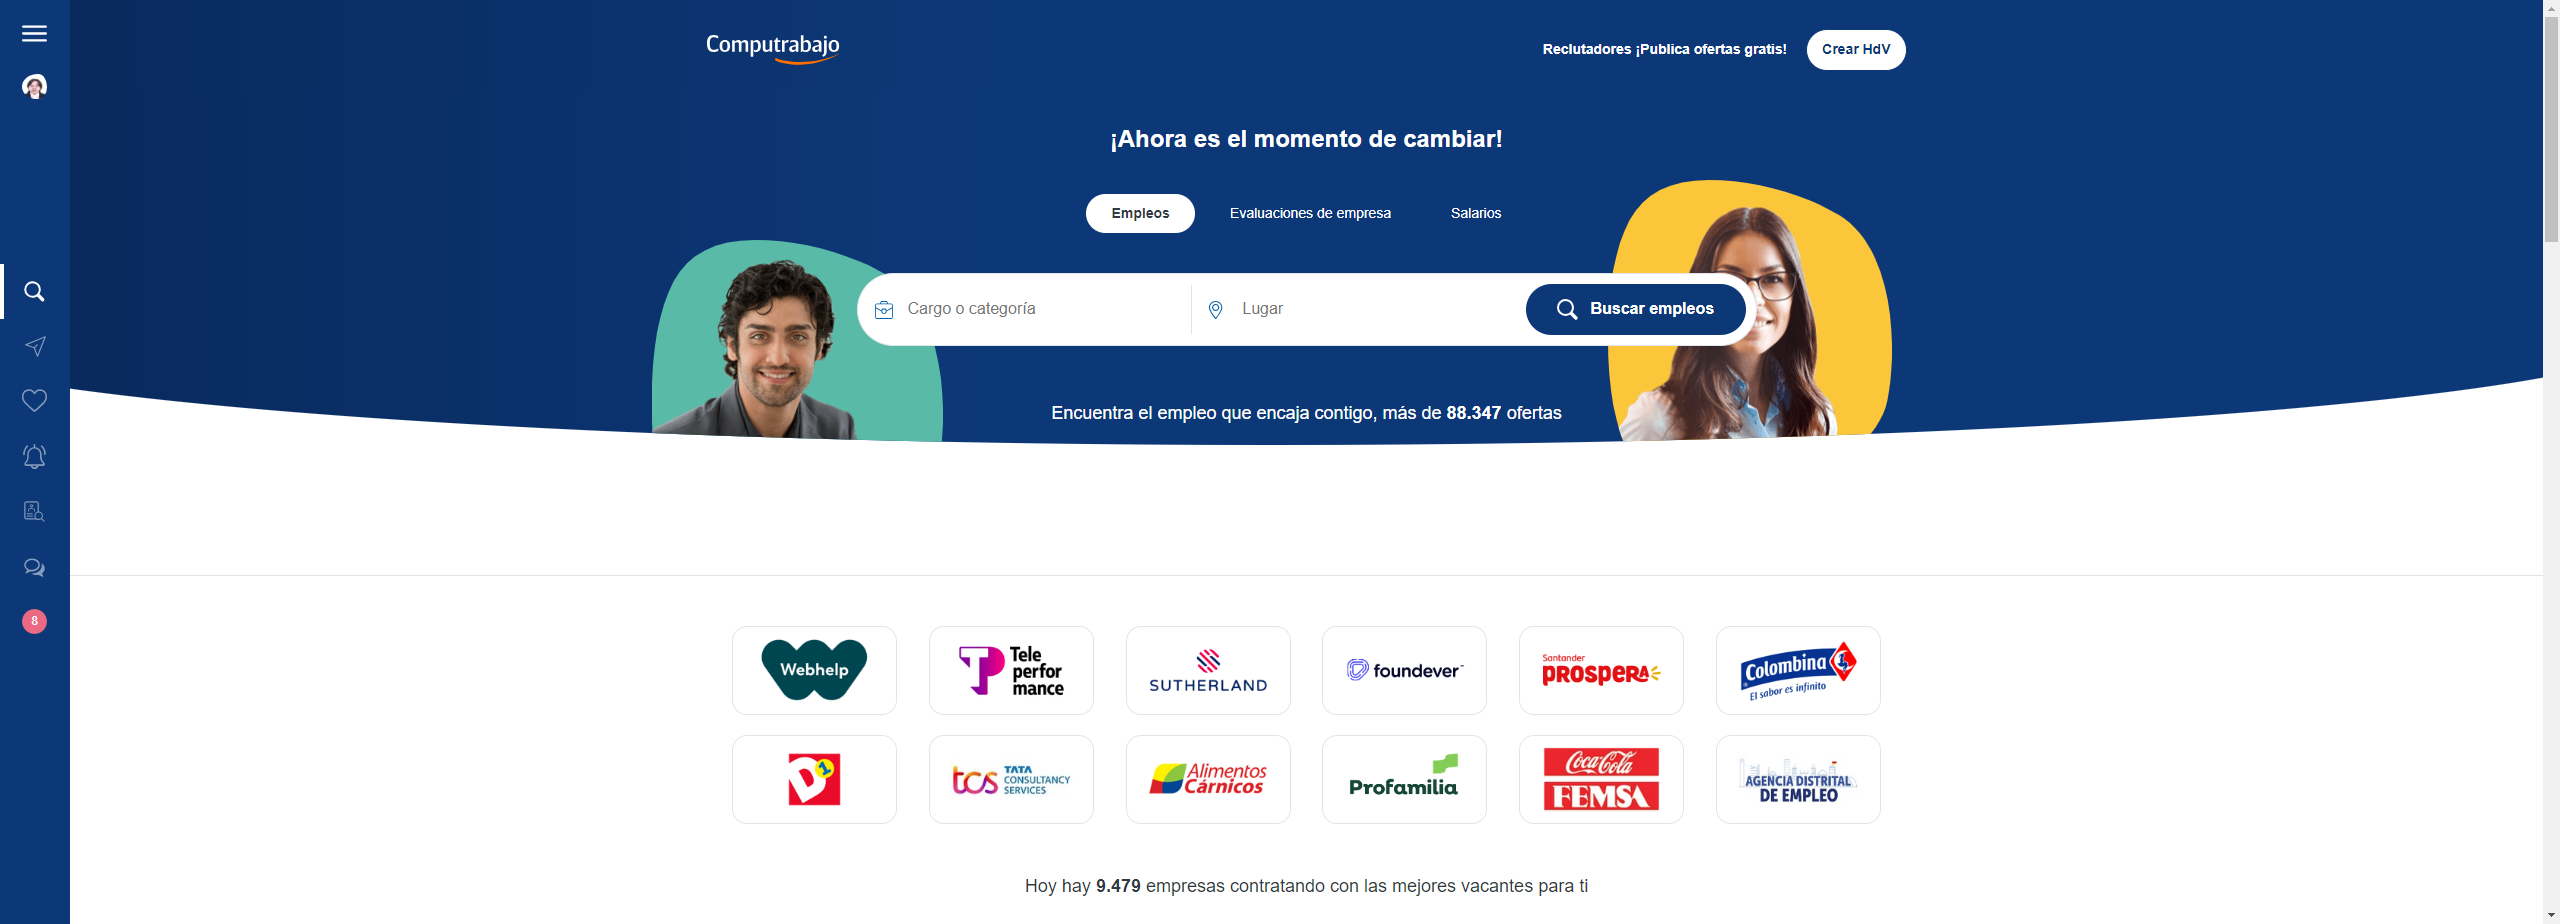 Computrabajo
Reclutadores ¡Publica ofertas gratis!
Crear HdV
¡Ahora es el momento de cambiar!
Empleos
Evaluaciones de empresa
Salarios
Cargo o categoría
Lugar
Buscar empleos
Encuentra el empleo que encaja contigo, más de 88.347 ofertas
8
Webhelp
Tele
perfor
mance
SUTHERLAND
foundever
Santander
PROSPERA
Colombina
El sabor es infinito
D1
tcs TATA
CONSULTANCY
SERVICES
Alimentos
Cárnicos
Profamilia
Coca-Cola
FEMSA
AGENCIA DISTRITAL
DE EMPLEO
Hoy hay 9.479 empresas contratando con las mejores vacantes para ti